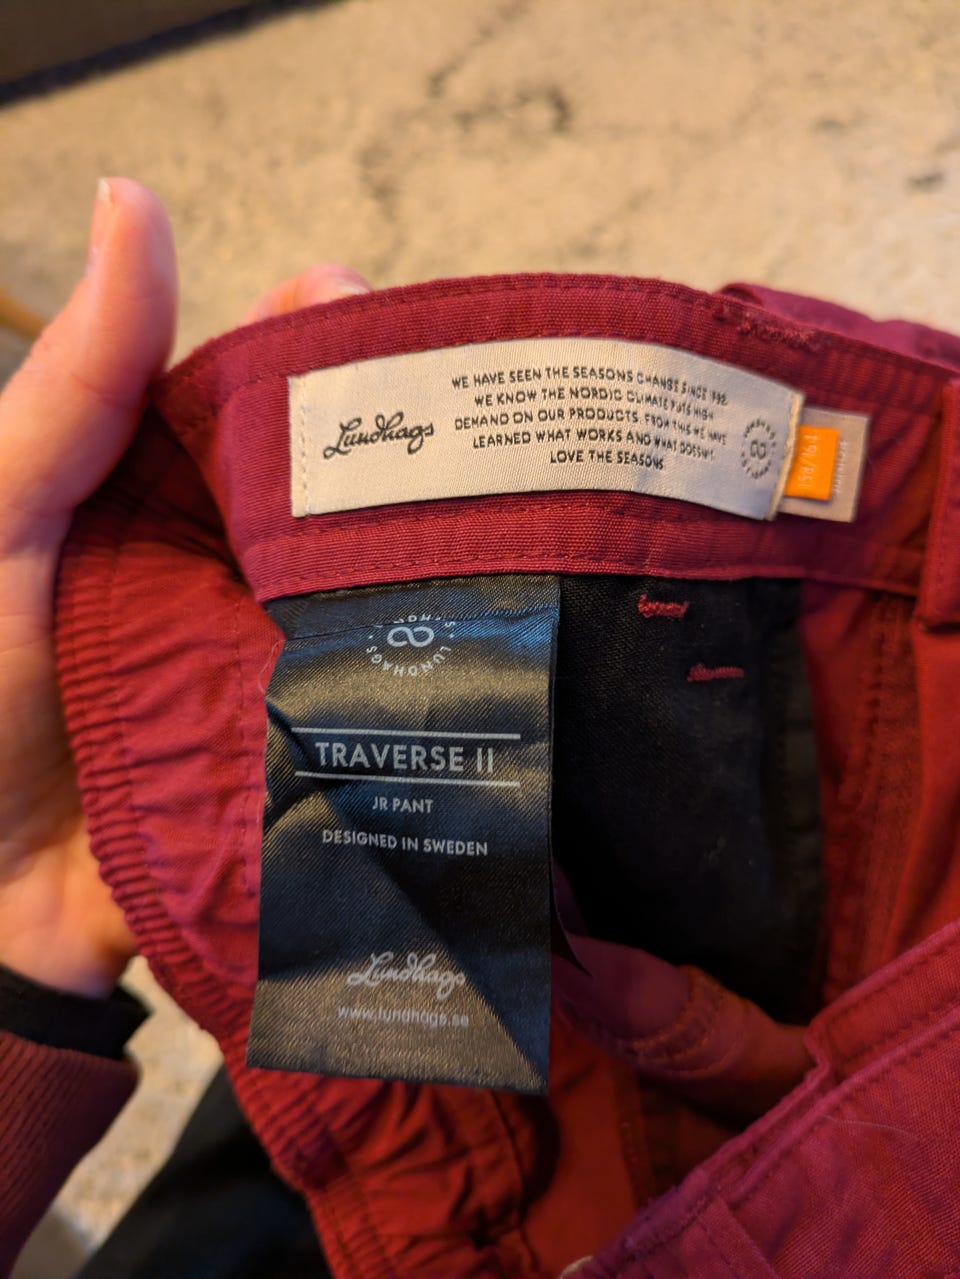 Lundhags
WE HAVE SEEN THE SEASONS CHANGE SINCE 1932.
WE KNOW THE NORDIC CLIMATE PUTS HIGH
DEMAND ON OUR PRODUCTS. FROM THIS WE HAVE
LEARNED WHAT WORKS AND WHAT DOESN'T.
LOVE THE SEASONS
158/164
JUNIOR
LUNDHAGS
TRAVERSE II
JR PANT
DESIGNED IN SWEDEN
Lundhags
www.lundhags.se